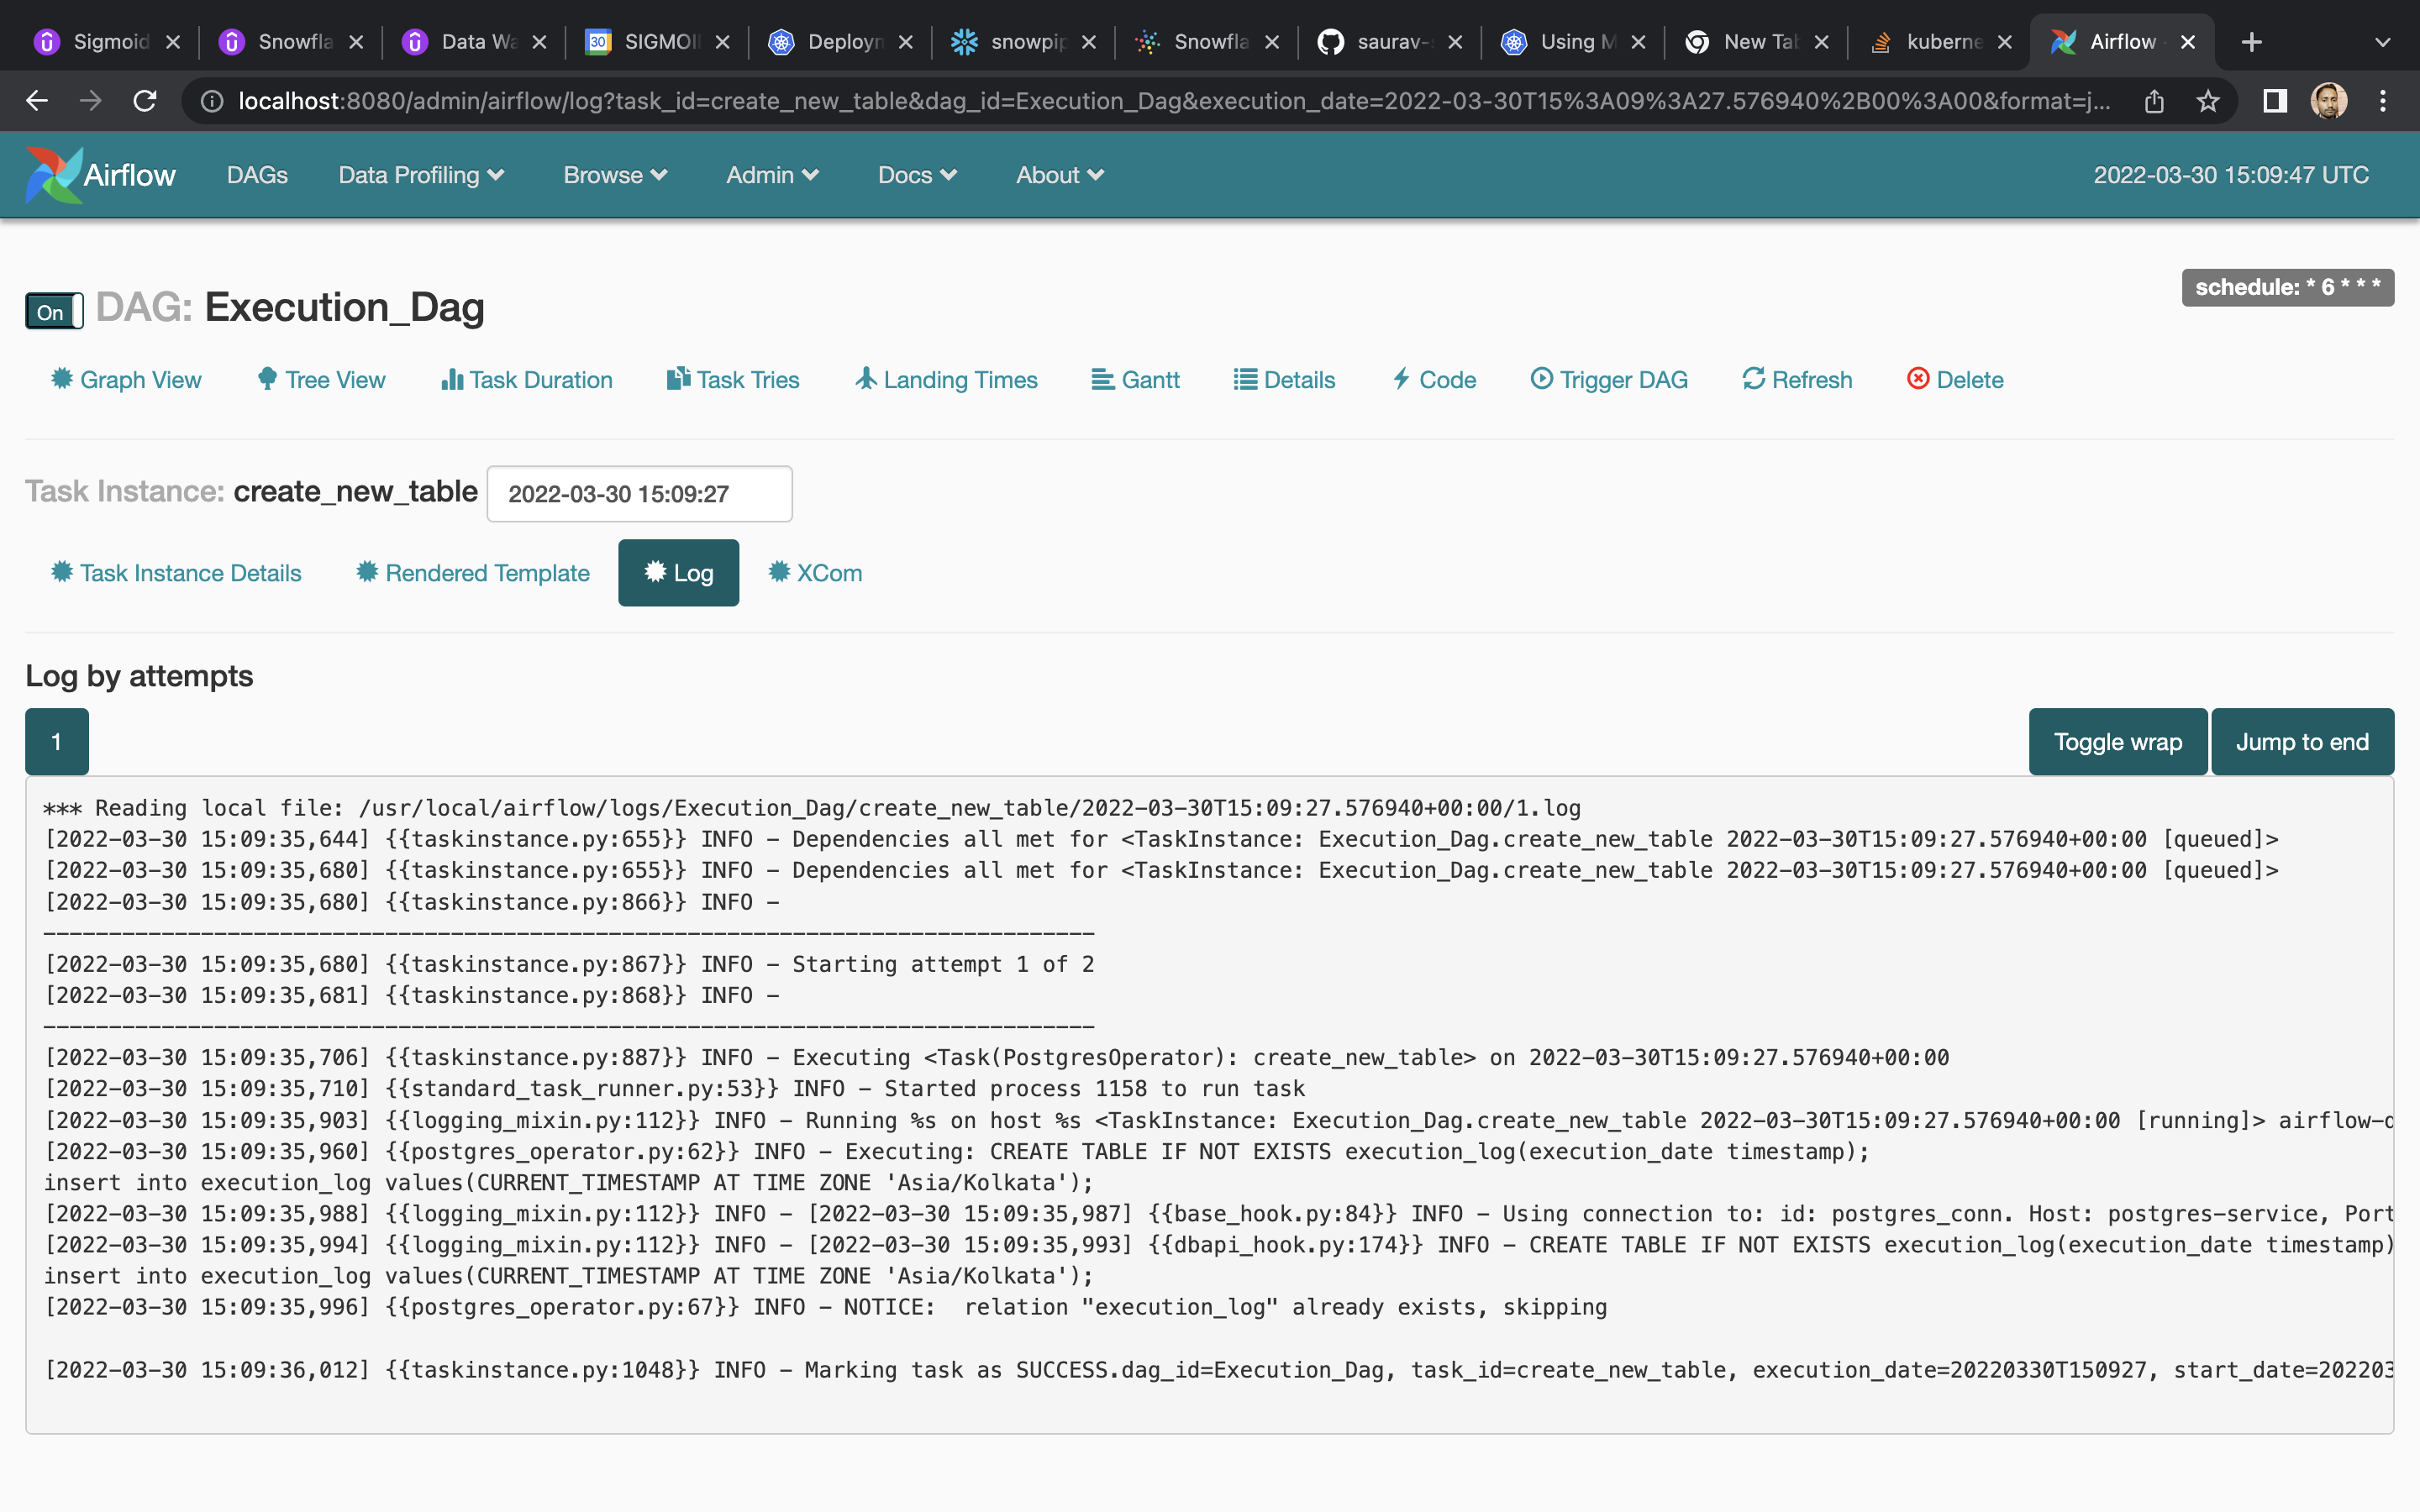 Sigmoid
Snowfla
Data Wa
SIGMOI
Deployn
snowpip
Snowfla
saurav-
Using M
New Tab
kuberne
Airflow
localhost:8080/admin/airflow/log?task_id=create_new_table&dag_id=Execution_Dag&execution_date=2022-03-30T15%3A09%3A27.576940%2B00%3A00&format=j...
Airflow DAGs Data Profiling Browse Admin Docs About 2022-03-30 15:09:47 UTC
schedule: * 6 * * *
On DAG: Execution_Dag
Graph View Tree View Task Duration Task Tries Landing Times Gantt Details Code Trigger DAG Refresh Delete
Task Instance: create_new_table 2022-03-30 15:09:27
Task Instance Details Rendered Template Log XCom
Log by attempts
1 Toggle wrap Jump to end
*** Reading local file: /usr/local/airflow/logs/Execution_Dag/create_new_table/2022-03-30T15:09:27.576940+00:00/1.log
[2022-03-30 15:09:35,644] {{taskinstance.py:655}} INFO - Dependencies all met for <TaskInstance: Execution_Dag.create_new_table 2022-03-30T15:09:27.576940+00:00 [queued]>
[2022-03-30 15:09:35,680] {{taskinstance.py:655}} INFO - Dependencies all met for <TaskInstance: Execution_Dag.create_new_table 2022-03-30T15:09:27.576940+00:00 [queued]>
[2022-03-30 15:09:35,680] {{taskinstance.py:866}} INFO -
--------------------------------------------------------------------------------
[2022-03-30 15:09:35,680] {{taskinstance.py:867}} INFO - Starting attempt 1 of 2
[2022-03-30 15:09:35,681] {{taskinstance.py:868}} INFO -
--------------------------------------------------------------------------------
[2022-03-30 15:09:35,706] {{taskinstance.py:887}} INFO - Executing <Task(PostgresOperator): create_new_table> on 2022-03-30T15:09:27.576940+00:00
[2022-03-30 15:09:35,710] {{standard_task_runner.py:53}} INFO - Started process 1158 to run task
[2022-03-30 15:09:35,903] {{logging_mixin.py:112}} INFO - Running %s on host %s <TaskInstance: Execution_Dag.create_new_table 2022-03-30T15:09:27.576940+00:00 [running]> airflow-d
[2022-03-30 15:09:35,960] {{postgres_operator.py:62}} INFO - Executing: CREATE TABLE IF NOT EXISTS execution_log(execution_date timestamp);
insert into execution_log values(CURRENT_TIMESTAMP AT TIME ZONE 'Asia/Kolkata');
[2022-03-30 15:09:35,988] {{logging_mixin.py:112}} INFO - [2022-03-30 15:09:35,987] {{base_hook.py:84}} INFO - Using connection to: id: postgres_conn. Host: postgres-service, Port
[2022-03-30 15:09:35,994] {{logging_mixin.py:112}} INFO - [2022-03-30 15:09:35,993] {{dbapi_hook.py:174}} INFO - CREATE TABLE IF NOT EXISTS execution_log(execution_date timestamp)
insert into execution_log values(CURRENT_TIMESTAMP AT TIME ZONE 'Asia/Kolkata');
[2022-03-30 15:09:35,996] {{postgres_operator.py:67}} INFO - NOTICE:  relation "execution_log" already exists, skipping
[2022-03-30 15:09:36,012] {{taskinstance.py:1048}} INFO - Marking task as SUCCESS.dag_id=Execution_Dag, task_id=create_new_table, execution_date=20220330T150927, start_date=202203